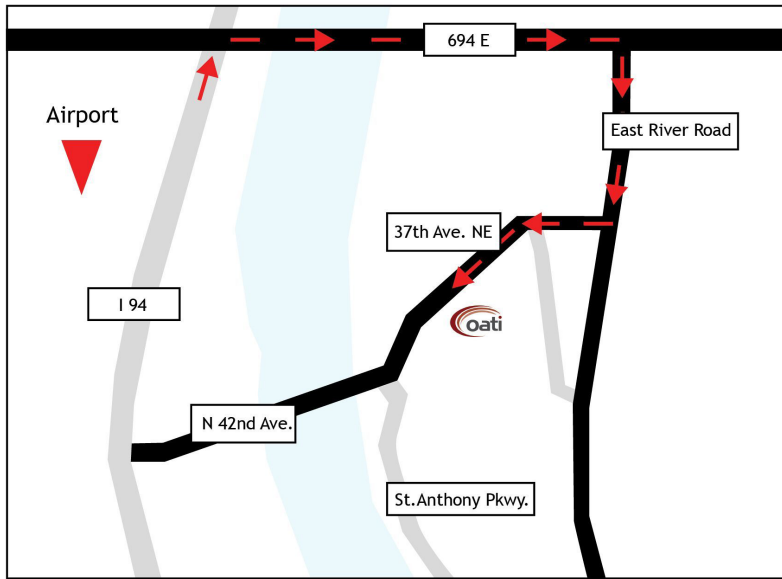 694 E
Airport
East River Road
37th Ave. NE
I 94
oati
N 42nd Ave.
St.Anthony Pkwy.